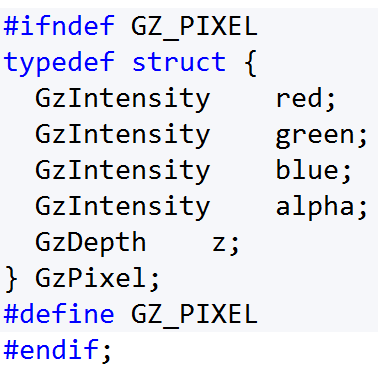 #ifndef GZ_PIXEL
typedef struct {
  GzIntensity    red;
  GzIntensity    green;
  GzIntensity    blue;
  GzIntensity    alpha;
  GzDepth    z;
} GzPixel;
#define GZ_PIXEL
#endif;